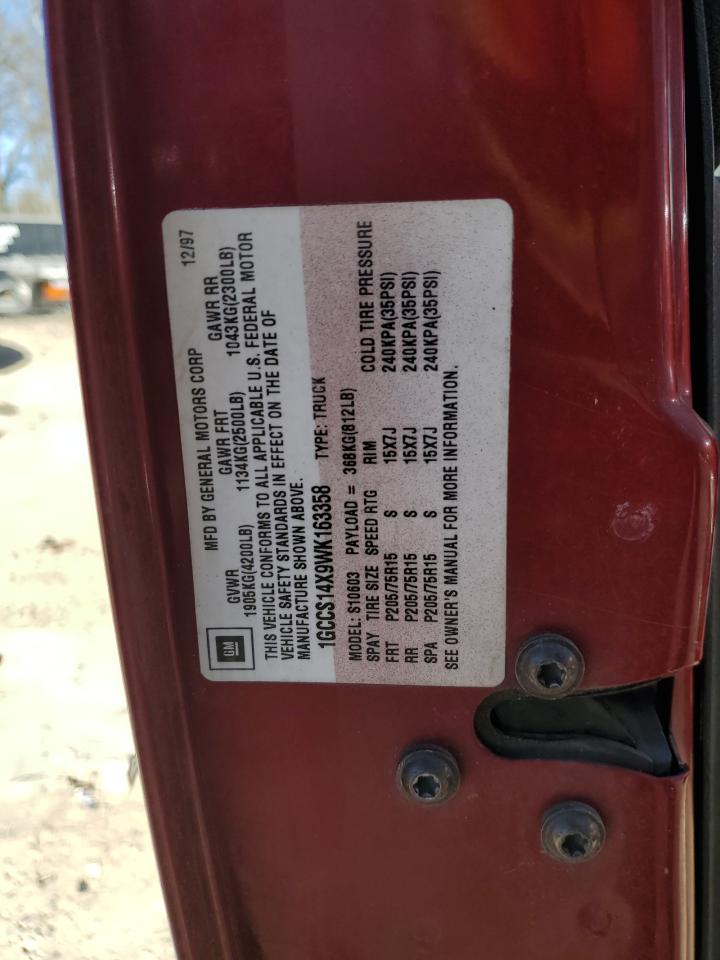 MFD BY GENERAL MOTORS CORP 12/97
GM
GVWR GAWR FRT GAWR RR
1905KG(4200LB) 1134KG(2500LB) 1043KG(2300LB)
THIS VEHICLE CONFORMS TO ALL APPLICABLE U.S. FEDERAL MOTOR
VEHICLE SAFETY STANDARDS IN EFFECT ON THE DATE OF
MANUFACTURE SHOWN ABOVE.
1GCCS14X9WK163358 TYPE: TRUCK
MODEL: S10603 PAYLOAD = 368KG(812LB)
SPAY TIRE SIZE SPEED RTG RIM COLD TIRE PRESSURE
FRT P205/75R15 S 15X7J 240KPA(35PSI)
RR P205/75R15 S 15X7J 240KPA(35PSI)
SPA P205/75R15 S 15X7J 240KPA(35PSI)
SEE OWNER'S MANUAL FOR MORE INFORMATION.